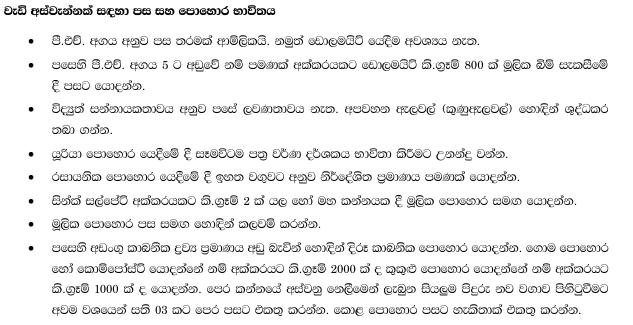 වැඩි අස්වැන්නක් සඳහා පස සහ පොහොර භාවිතය
• පී.එච්. අගය අනුව පස තරමක් ආම්ලිකයි. නමුත් ඩොලමයිට් යෙදීම අවශ්‍යය නැත.
• පසෙහි පී.එච්. අගය 5 ට අඩුවේ නම් පමණක් අක්කරයකට ඩොලමයිට් කි.ග්‍රෑම් 800 ක් මූලික බිම් සැකසීමේ
දී පසට යොදන්න.
• විද්‍යුත් සන්නායකතාවය අනුව පසේ ලවණතාවය නැත. අපවහන ඇලවල් (කුණුඇලවල්) හොඳින් ශුද්ධකර
තබා ගන්න.
• යූරියා පොහොර යෙදීමේ දී සෑමවිටම පත්‍ර වර්ණ දර්ශකය භාවිතා කිරීමට උනන්දු වන්න.
• රසායනික පොහොර යෙදීමේ දී ඉහත වගුවට අනුව නිර්දේශිත ප්‍රමාණය පමණක් යොදන්න.
• සින්ක් සල්පේට් අක්කරයකට කි.ග්‍රෑම් 2 ක් යල හෝ මහ කන්නයක දී මූලික පොහොර සමඟ යොදන්න.
• මූලික පොහොර පස සමඟ හොඳින් කලවම් කරන්න.
• පසෙහි අඩංගු කාබනික ද්‍රව්‍ය ප්‍රමාණය අඩු බැවින් හොඳින් දිරූ කාබනික පොහොර යොදන්න. ගොම පොහොර
හෝ කොම්පෝස්ට් යොදන්නේ නම් අක්කරයට කි.ග්‍රෑම් 2000 ක් ද කුකුළු පොහොර යොදන්නේ නම් අක්කරයට
කි.ග්‍රෑම් 1000 ක් ද යොදන්න. පෙර කන්නයේ අස්වනු නෙලීමෙන් ලැබුන සියලුම පිදුරු නව වගාව පිහිටුවීමට
අවම වශයෙන් සති 03 කට පෙර පසට එකතු කරන්න. කොළ පොහොර පසට හැකිතාක් එකතු කරන්න.